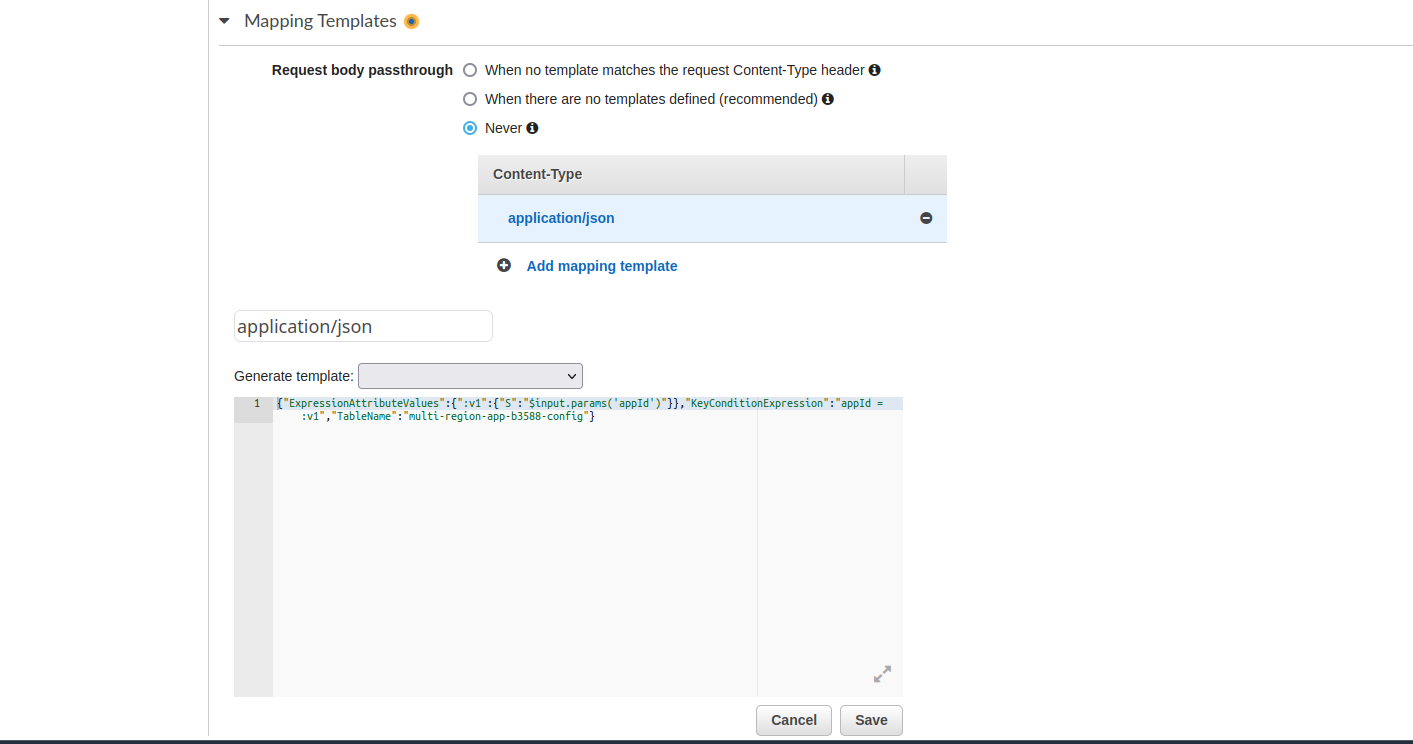 Mapping Templates
Request body passthrough
When no template matches the request Content-Type header
When there are no templates defined (recommended)
Never
Content-Type
application/json
Add mapping template
application/json
Generate template:
1
{"ExpressionAttributeValues":{":v1":{"S":"$input.params('appId')"}},"KeyConditionExpression":"appId =
:v1","TableName":"multi-region-app-b3588-config"}
Cancel
Save